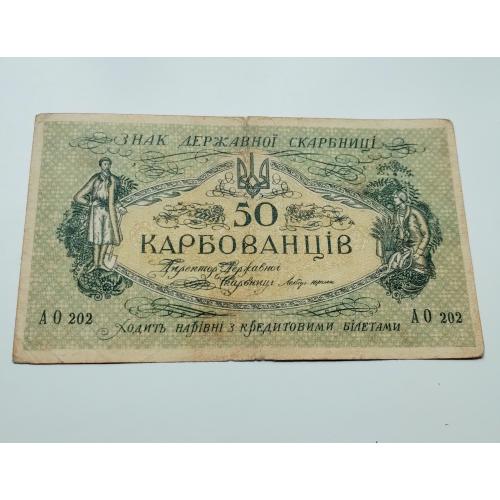 ЗНАК ДЕРЖАВНОЇ СКАРБНИЦІ
50
КАРБОВАНЦІВ
Директор Державної
Скарбниці
АО 202
АО 202
ХОДИТЬ НАРІВНІ З КРЕДИТОВИМИ БІЛЕТАМИ